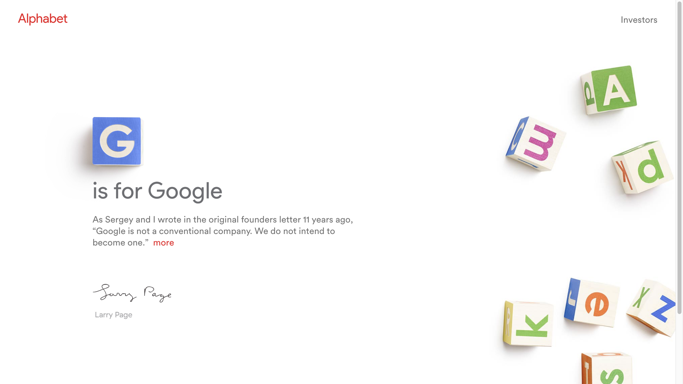 Alphabet
Investors
G
is for Google
As Sergey and I wrote in the original founders letter 11 years ago,
“Google is not a conventional company. We do not intend to
become one.” more
Larry Page
Larry Page
A
m
p
k
e
x z
s